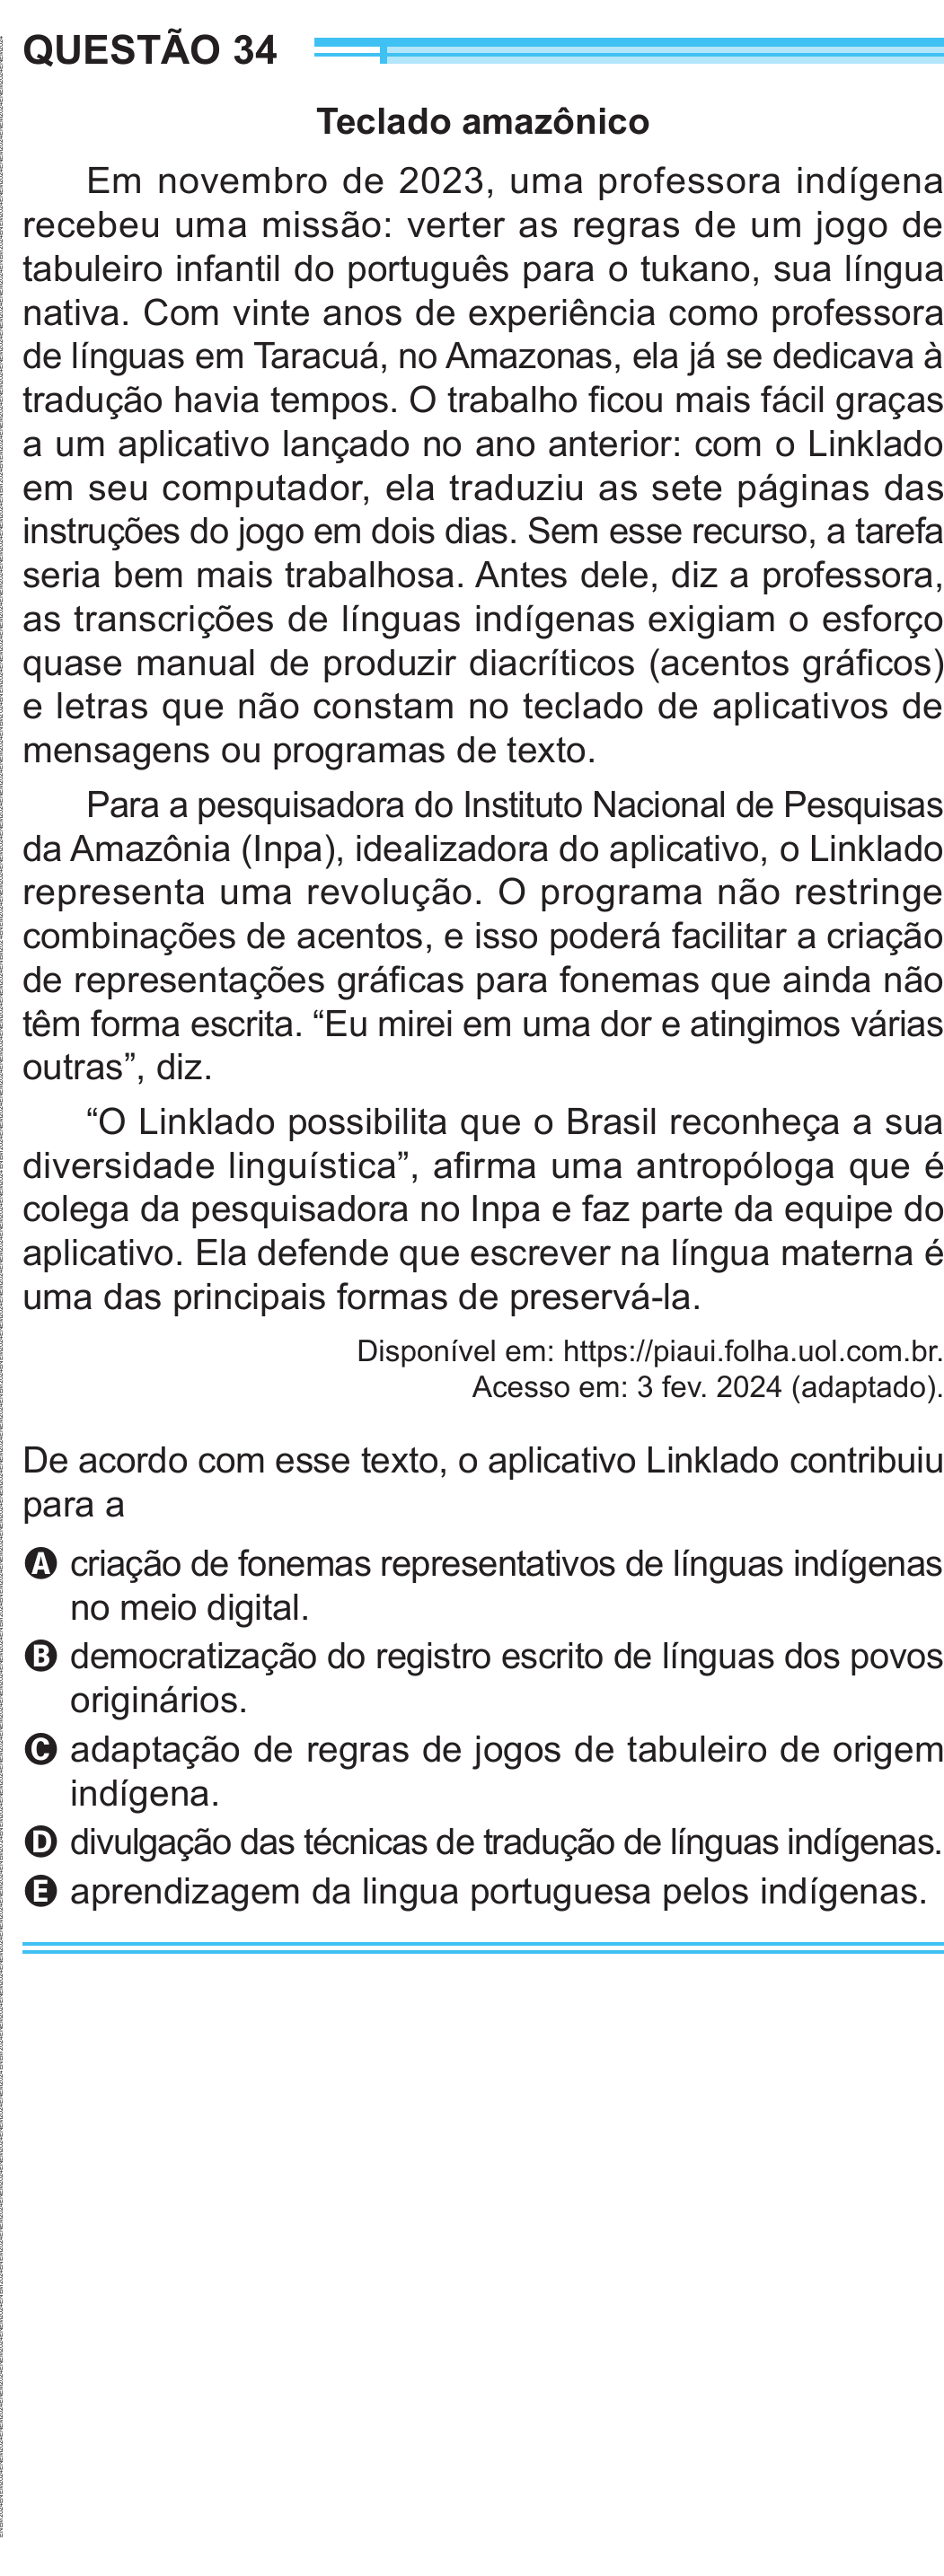 QUESTÃO 34
Teclado amazônico
Em novembro de 2023, uma professora indígena
recebeu uma missão: verter as regras de um jogo de
tabuleiro infantil do português para o tukano, sua língua
nativa. Com vinte anos de experiência como professora
de línguas em Taracuá, no Amazonas, ela já se dedicava à
tradução havia tempos. O trabalho ficou mais fácil graças
a um aplicativo lançado no ano anterior: com o Linklado
em seu computador, ela traduziu as sete páginas das
instruções do jogo em dois dias. Sem esse recurso, a tarefa
seria bem mais trabalhosa. Antes dele, diz a professora,
as transcrições de línguas indígenas exigiam o esforço
quase manual de produzir diacríticos (acentos gráficos)
e letras que não constam no teclado de aplicativos de
mensagens ou programas de texto.
Para a pesquisadora do Instituto Nacional de Pesquisas
da Amazônia (Inpa), idealizadora do aplicativo, o Linklado
representa uma revolução. O programa não restringe
combinações de acentos, e isso poderá facilitar a criação
de representações gráficas para fonemas que ainda não
têm forma escrita. “Eu mirei em uma dor e atingimos várias
outras”, diz.
“O Linklado possibilita que o Brasil reconheça a sua
diversidade linguística”, afirma uma antropóloga que é
colega da pesquisadora no Inpa e faz parte da equipe do
aplicativo. Ela defende que escrever na língua materna é
uma das principais formas de preservá-la.
Disponível em: https://piaui.folha.uol.com.br.
Acesso em: 3 fev. 2024 (adaptado).
De acordo com esse texto, o aplicativo Linklado contribuiu
para a
A criação de fonemas representativos de línguas indígenas
no meio digital.
B democratização do registro escrito de línguas dos povos
originários.
C adaptação de regras de jogos de tabuleiro de origem
indígena.
D divulgação das técnicas de tradução de línguas indígenas.
E aprendizagem da lingua portuguesa pelos indígenas.